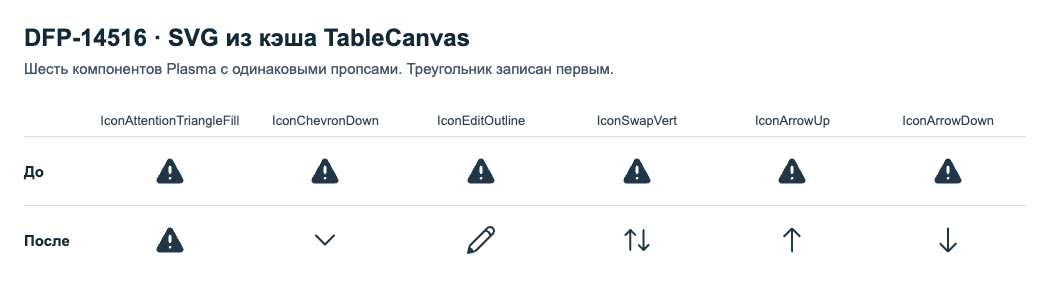 DFP-14516 · SVG из кэша TableCanvas
Шесть компонентов Plasma с одинаковыми пропсами. Треугольник записан первым.
IconAttentionTriangleFill IconChevronDown IconEditOutline IconSwapVert IconArrowUp IconArrowDown
До
После